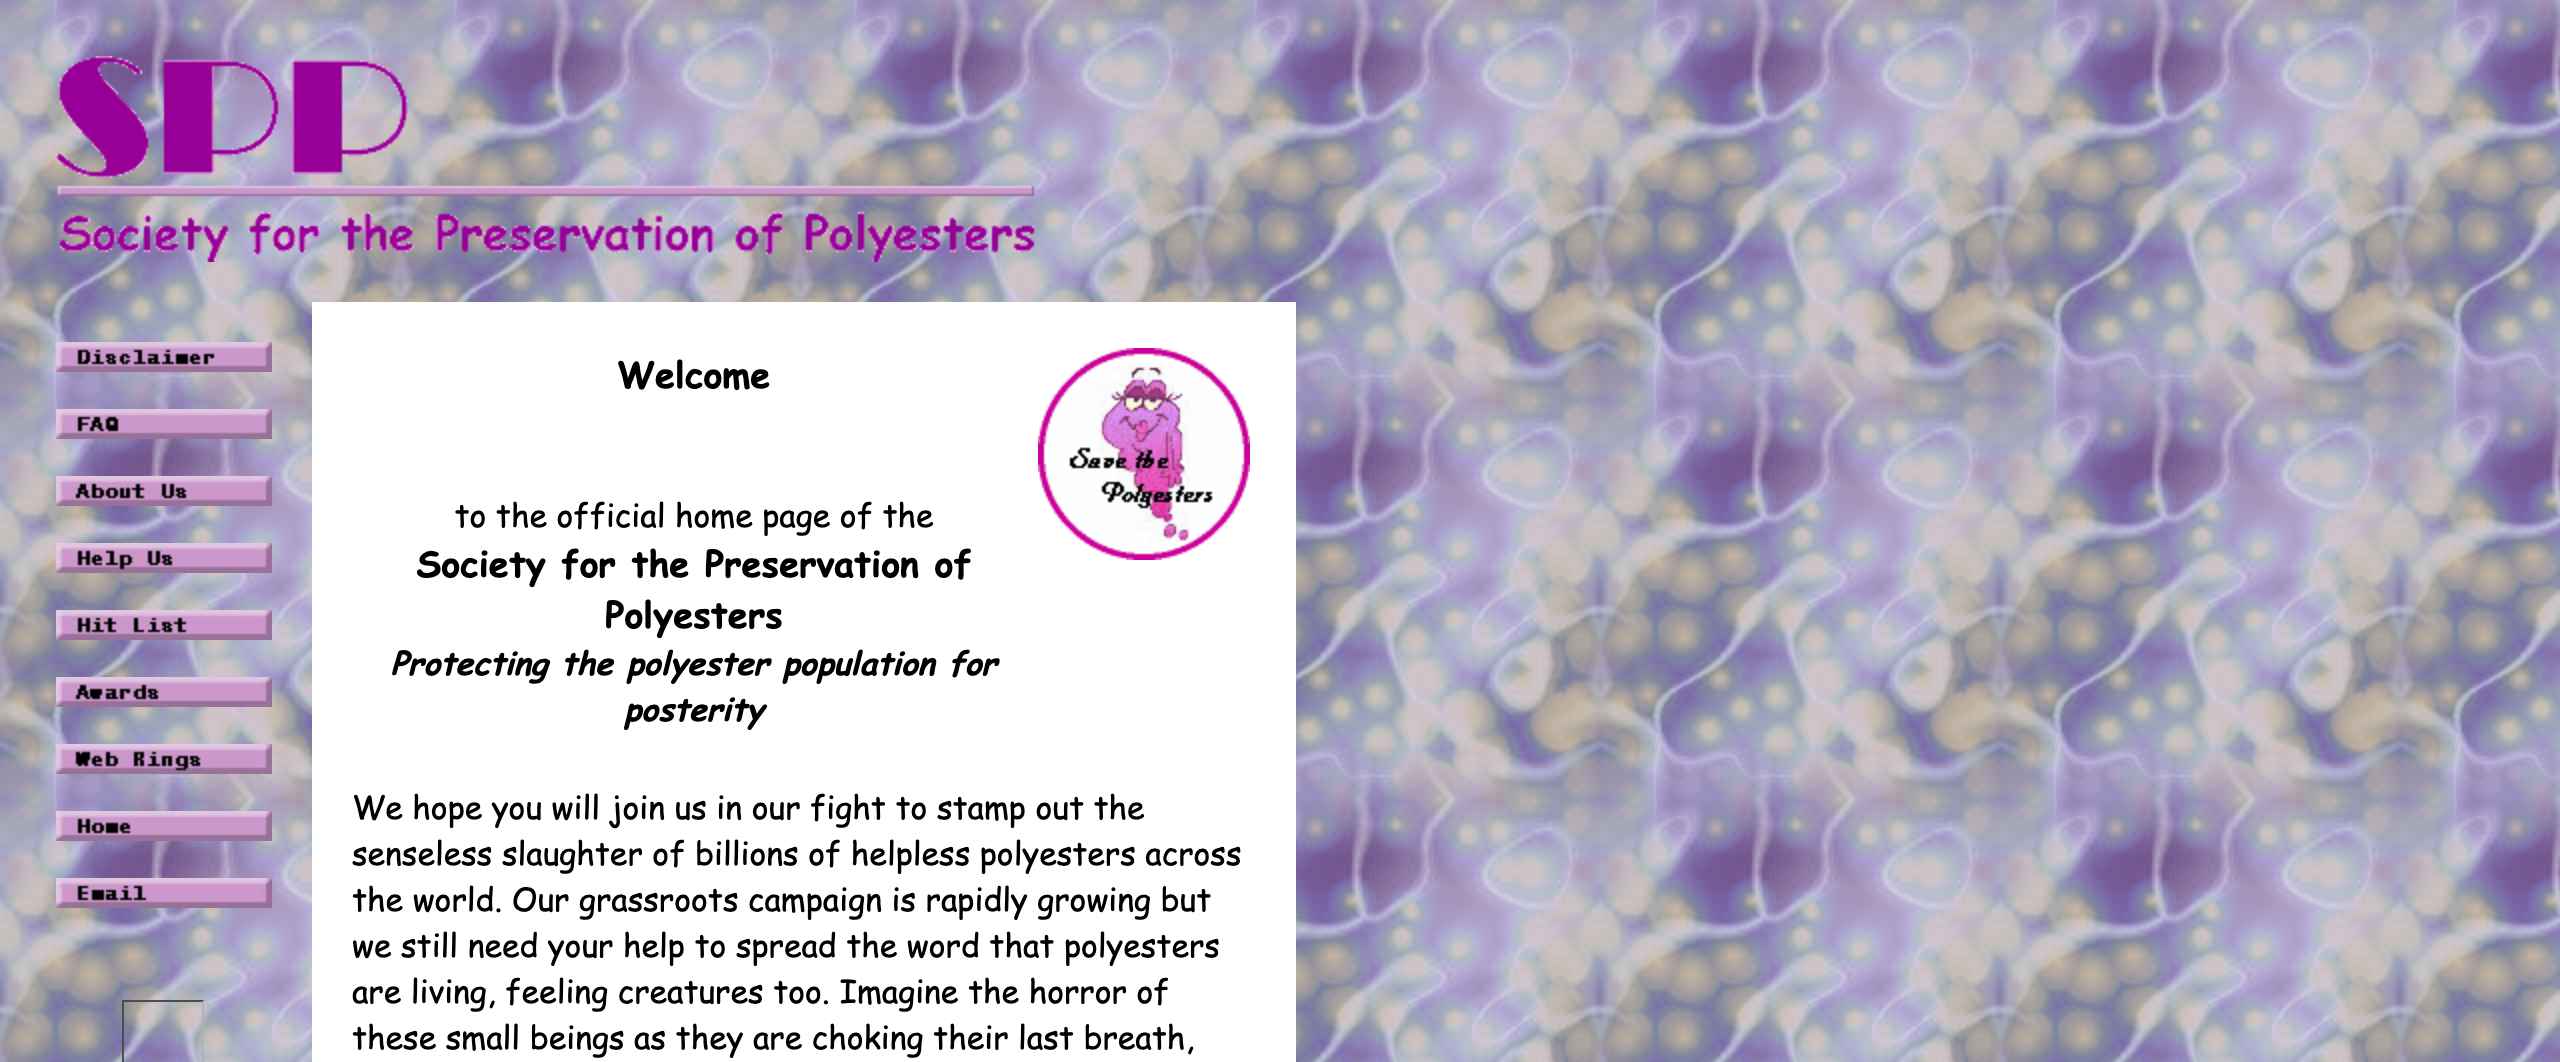 SPP
Society for the Preservation of Polyesters
Disclaimer
FAQ
About Us
Help Us
Hit List
Awards
Web Rings
Home
Email
Welcome
Save the
Polyesters
to the official home page of the
Society for the Preservation of
Polyesters
Protecting the polyester population for
posterity
We hope you will join us in our fight to stamp out the
senseless slaughter of billions of helpless polyesters across
the world. Our grassroots campaign is rapidly growing but
we still need your help to spread the word that polyesters
are living, feeling creatures too. Imagine the horror of
these small beings as they are choking their last breath,